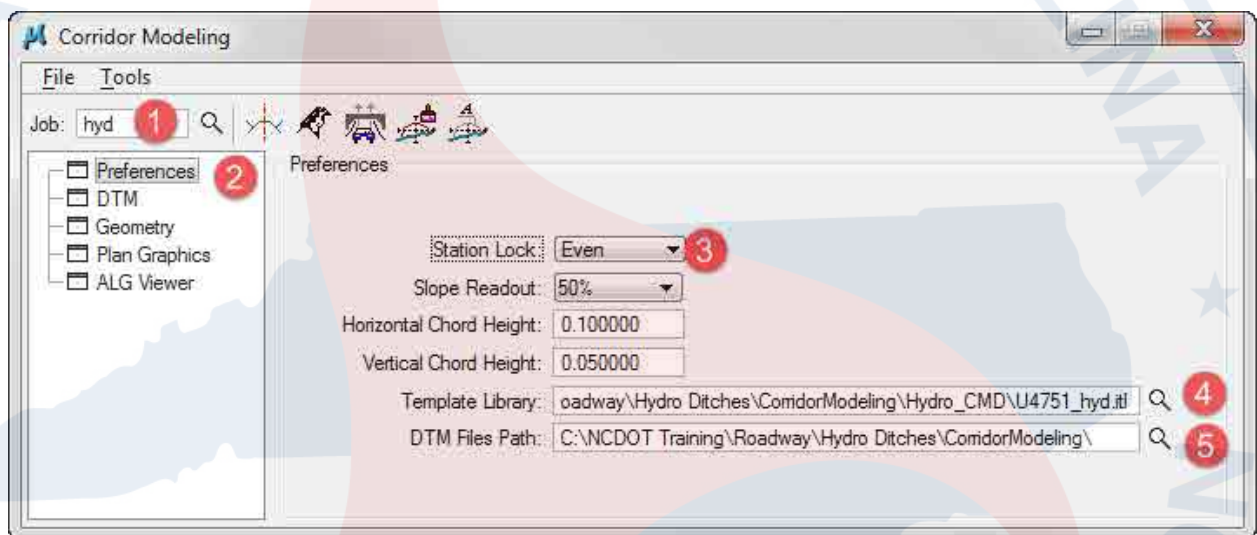 Corridor Modeling
File Tools
Job: hyd 1
Preferences 2
DTM
Geometry
Plan Graphics
ALG Viewer
Preferences
Station Lock: Even 3
Slope Readout: 50%
Horizontal Chord Height: 0.100000
Vertical Chord Height: 0.050000
Template Library: oadway\Hydro Ditches\CorridorModeling\Hydro_CMD\U4751_hyd.itl 4
DTM Files Path: C:\NCDOT Training\Roadway\Hydro Ditches\CorridorModeling\ 5